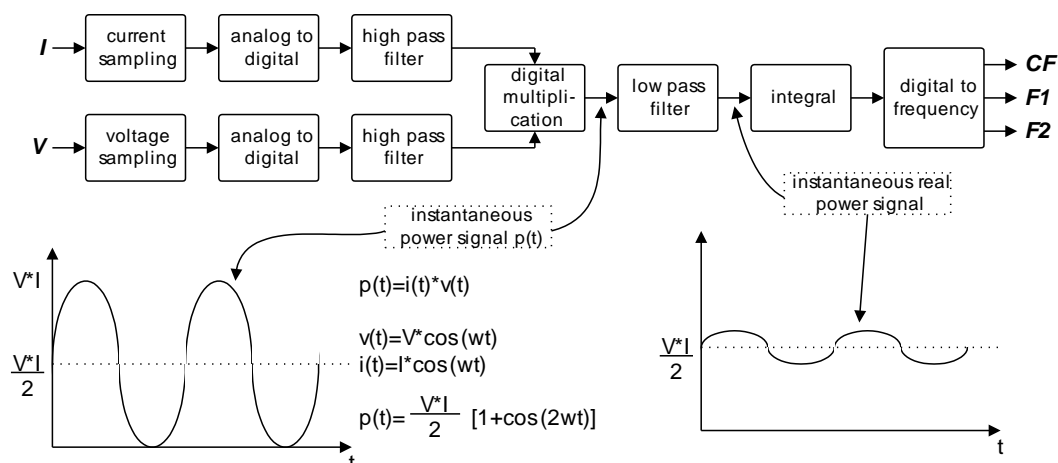 I
current
sampling
analog to
digital
high pass
filter
digital
multipli-
cation
low pass
filter
integral
digital to
frequency
CF
F1
F2
V
voltage
sampling
analog to
digital
high pass
filter
instantaneous
power signal p(t)
instantaneous real
power signal
V*I
V*I
2
t
p(t)=i(t)*v(t)
v(t)=V*cos(wt)
i(t)=I*cos(wt)
p(t)= V*I/2 [1+cos(2wt)]
V*I
2
t